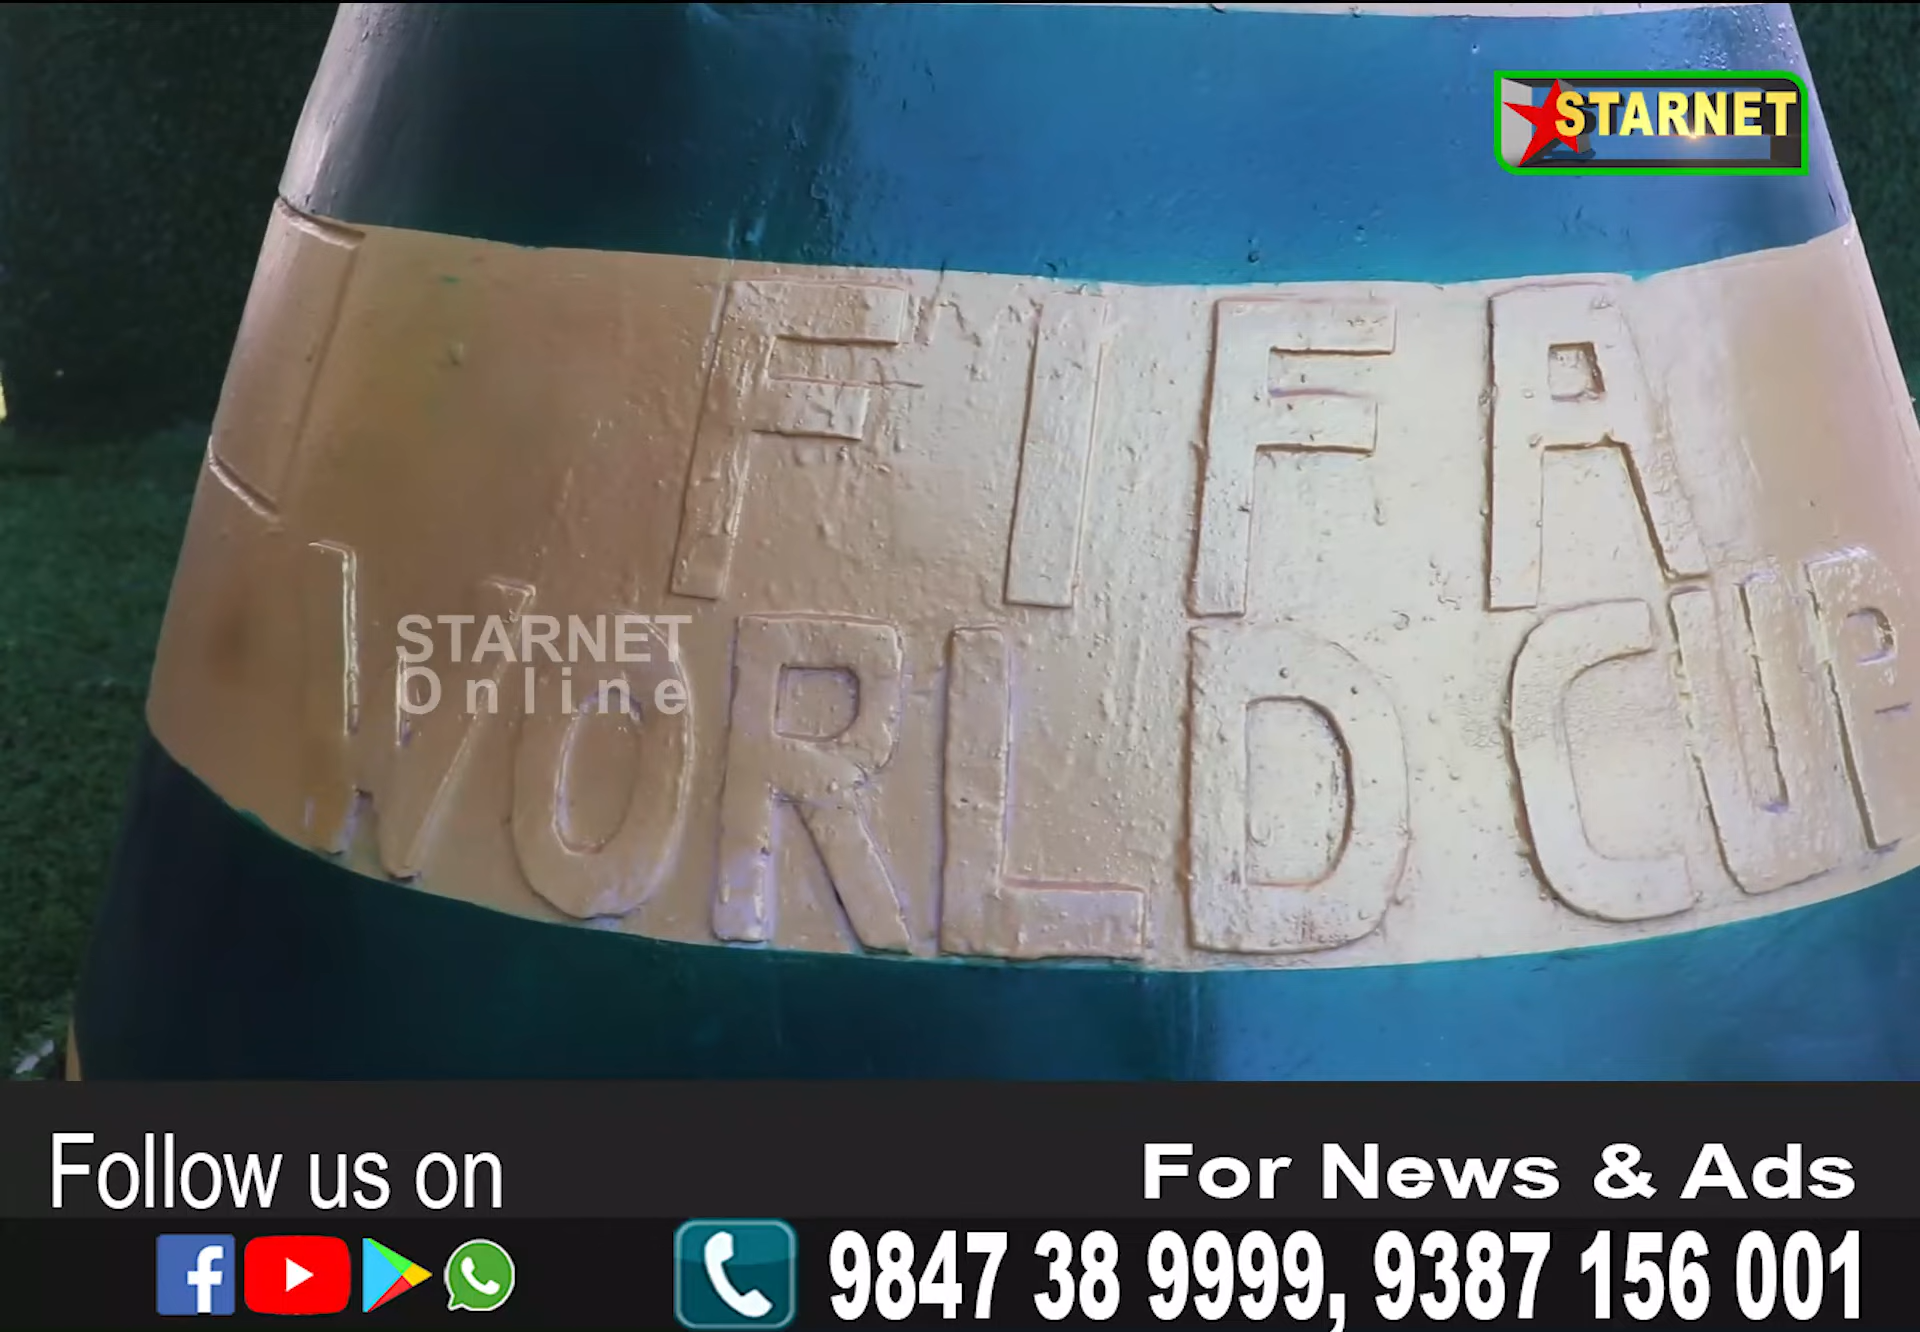 STARNET
FIFA
WORLD CUP
STARNET
Online
Follow us on
For News & Ads
9847 38 9999, 9387 156 001